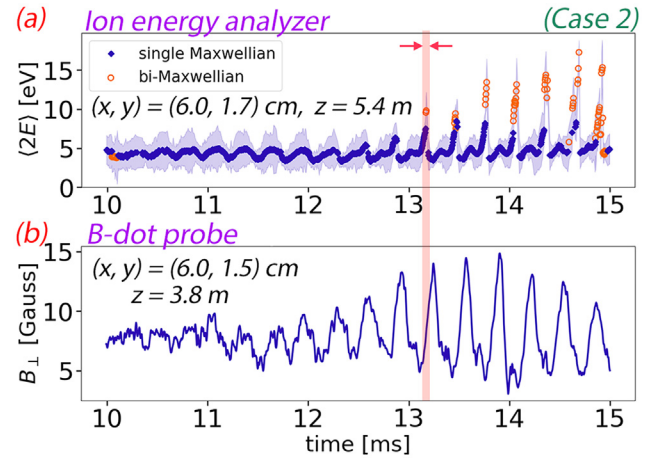 (a) Ion energy analyzer (Case 2)
single Maxwellian
bi-Maxwellian
(x, y) = (6.0, 1.7) cm, z = 5.4 m
⟨2E⟩ [eV]
15
10
5
0
10 11 12 13 14 15
(b) B-dot probe
(x, y) = (6.0, 1.5) cm
z = 3.8 m
B⊥ [Gauss]
15
10
5
10 11 12 13 14 15
time [ms]